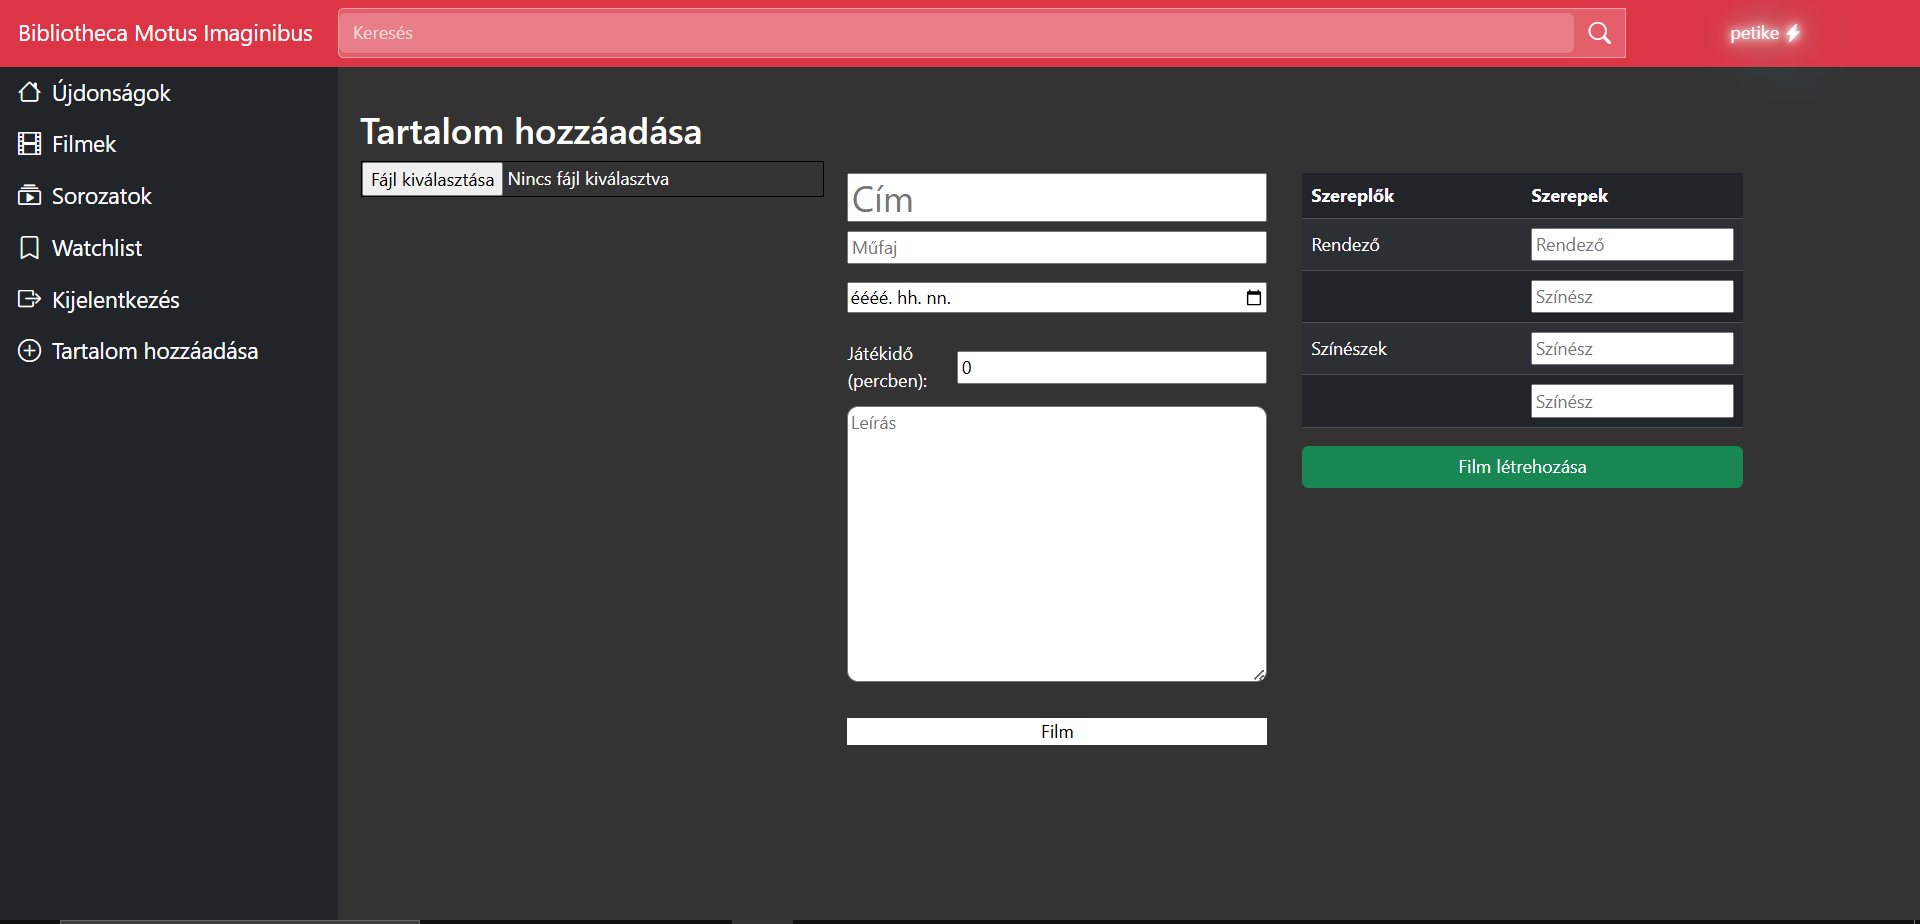 Bibliotheca Motus Imaginibus
Keresés
petike
Újdonságok
Filmek
Sorozatok
Watchlist
Kijelentkezés
Tartalom hozzáadása
Tartalom hozzáadása
Fájl kiválasztása Nincs fájl kiválasztva
Cím
Műfaj
éééé. hh. nn.
Játékidő
(percben):
0
Leírás
Film
Szereplők Szerepek
Rendező Rendező
Színész
Színészek Színész
Színész
Film létrehozása